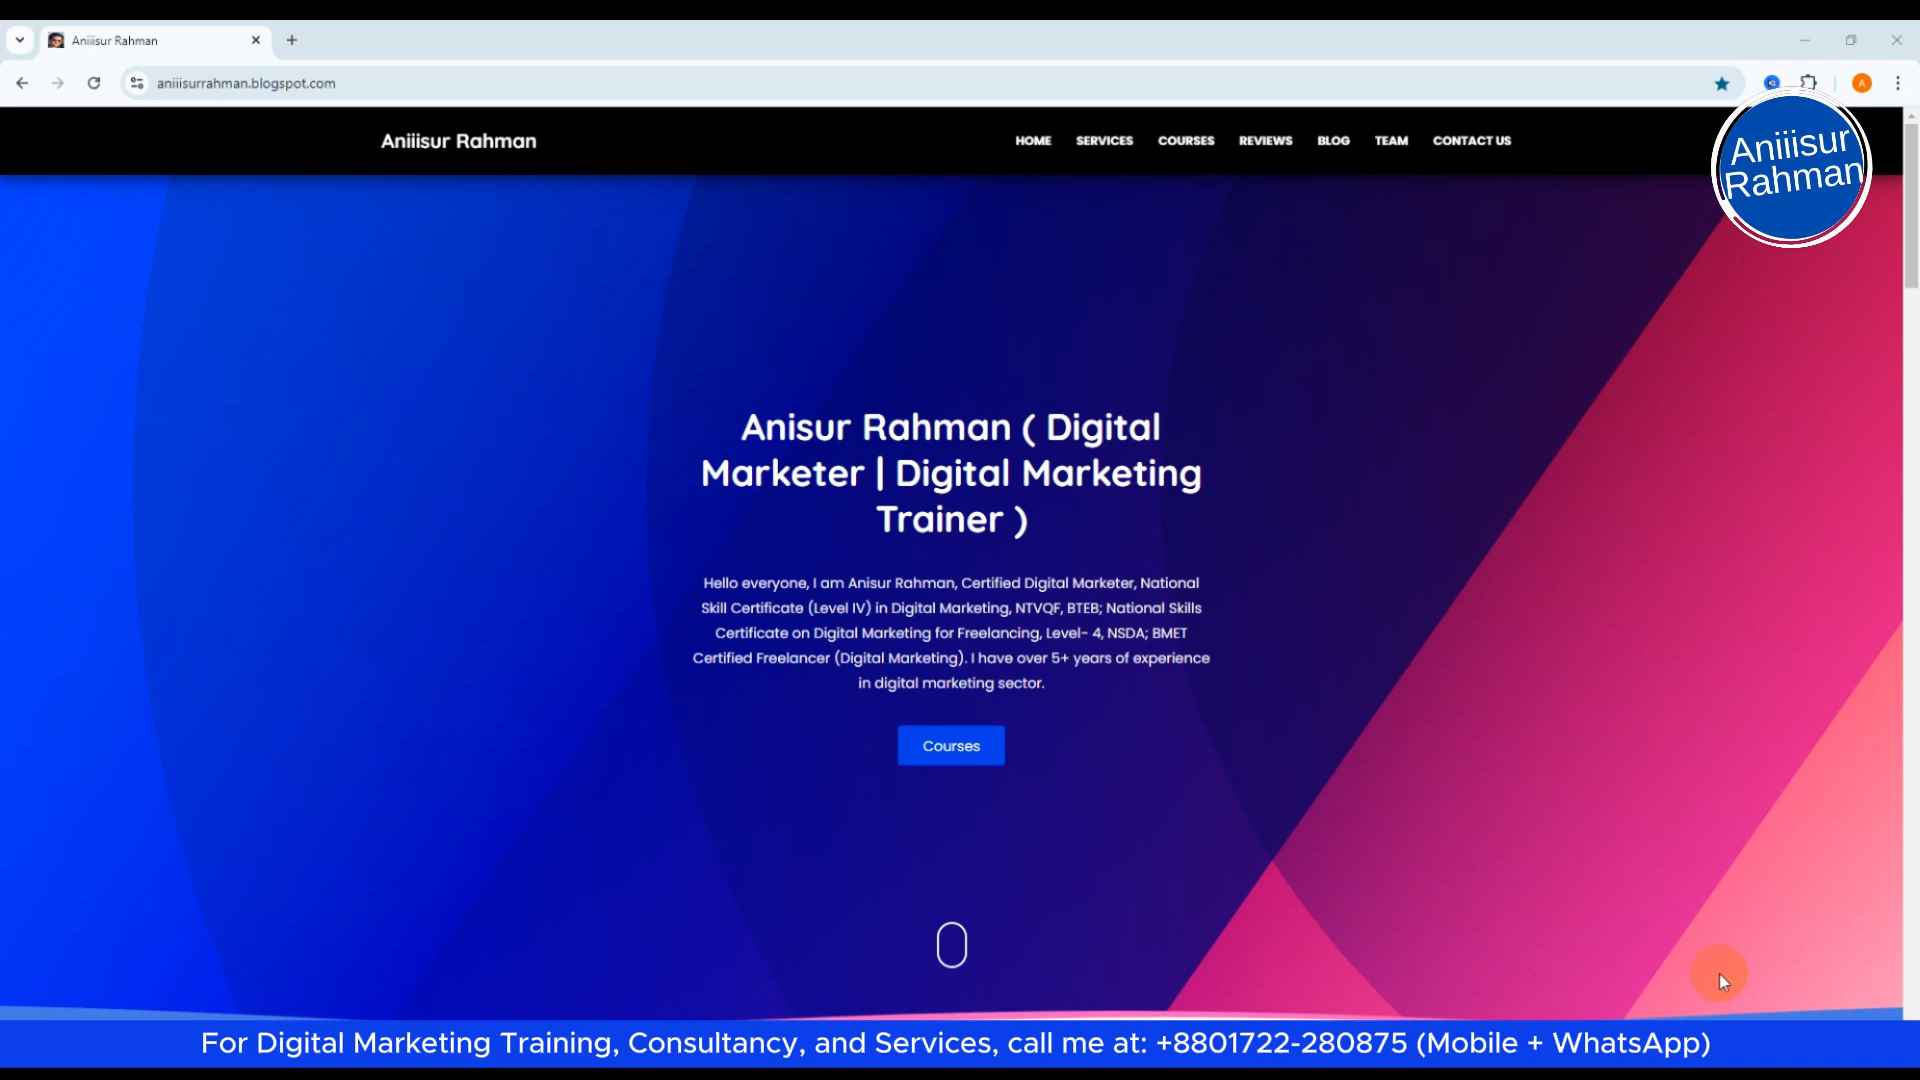 Aniiisur Rahman
aniiisurrahman.blogspot.com
A
Aniiisur Rahman
HOME SERVICES COURSES REVIEWS BLOG TEAM CONTACT US
Aniiisur
Rahman
Anisur Rahman ( Digital
Marketer | Digital Marketing
Trainer )
Hello everyone, I am Anisur Rahman, Certified Digital Marketer, National
Skill Certificate (Level IV) in Digital Marketing, NTVQF, BTEB; National Skills
Certificate on Digital Marketing for Freelancing, Level- 4, NSDA; BMET
Certified Freelancer (Digital Marketing). I have over 5+ years of experience
in digital marketing sector.
Courses
For Digital Marketing Training, Consultancy, and Services, call me at: +8801722-280875 (Mobile + WhatsApp)